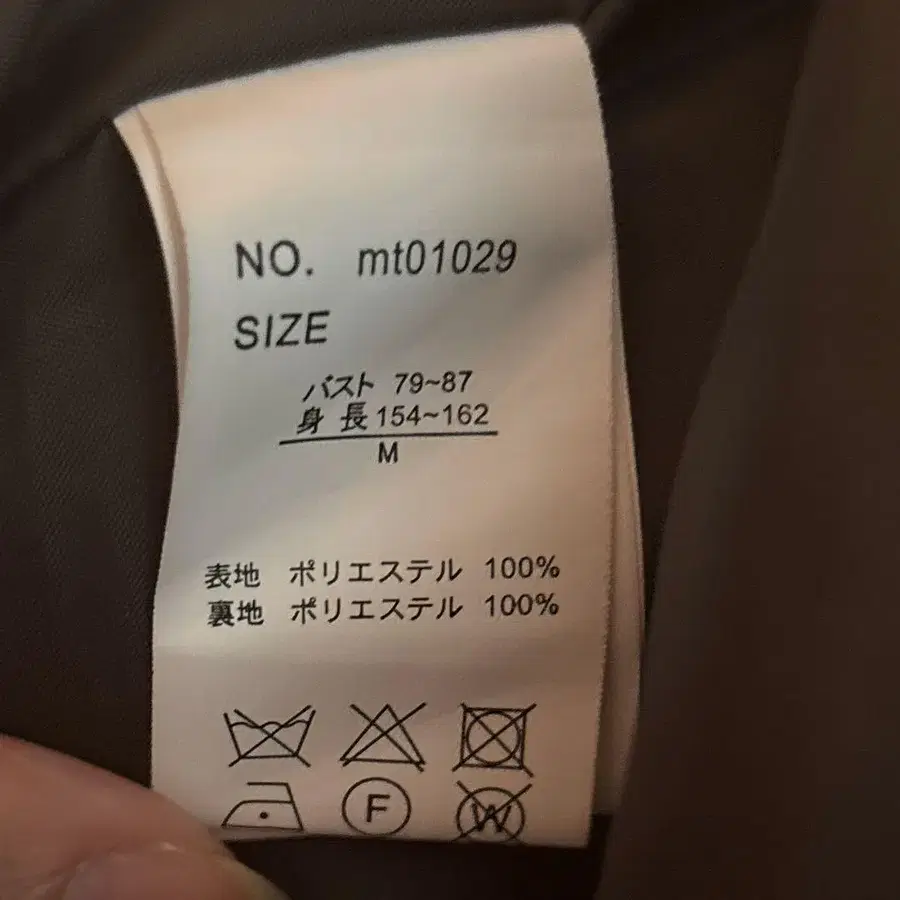 NO. mt01029
SIZE
バスト 79~87
身長 154~162
M
表地 ポリエステル 100%
裏地 ポリエステル 100%
F
W